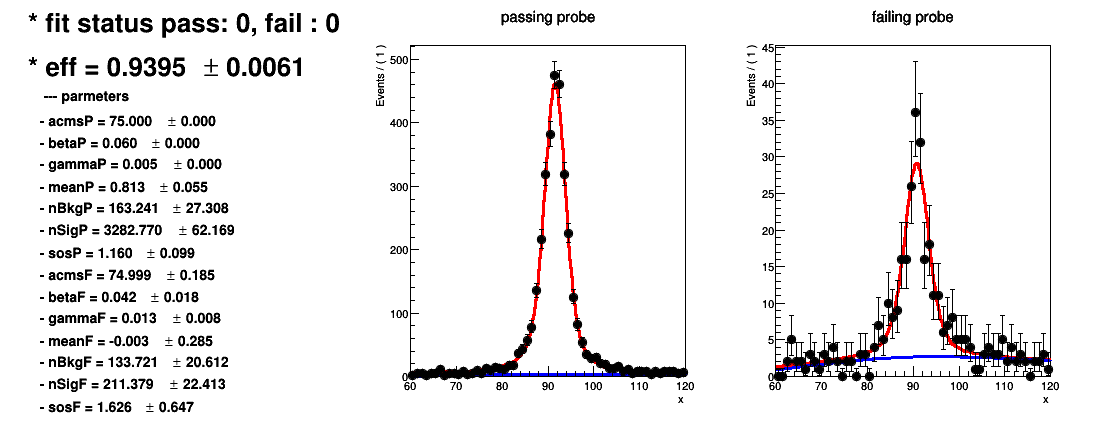 * fit status pass: 0, fail : 0
* eff = 0.9395 ± 0.0061
--- parmeters
- acmsP = 75.000 ± 0.000
- betaP = 0.060 ± 0.000
- gammaP = 0.005 ± 0.000
- meanP = 0.813 ± 0.055
- nBkgP = 163.241 ± 27.308
- nSigP = 3282.770 ± 62.169
- sosP = 1.160 ± 0.099
- acmsF = 74.999 ± 0.185
- betaF = 0.042 ± 0.018
- gammaF = 0.013 ± 0.008
- meanF = -0.003 ± 0.285
- nBkgF = 133.721 ± 20.612
- nSigF = 211.379 ± 22.413
- sosF = 1.626 ± 0.647
passing probe
Events / ( 1 )
500
400
300
200
100
0
60 70 80 90 100 110 120
x
failing probe
Events / ( 1 )
45
40
35
30
25
20
15
10
5
0
60 70 80 90 100 110 120
x